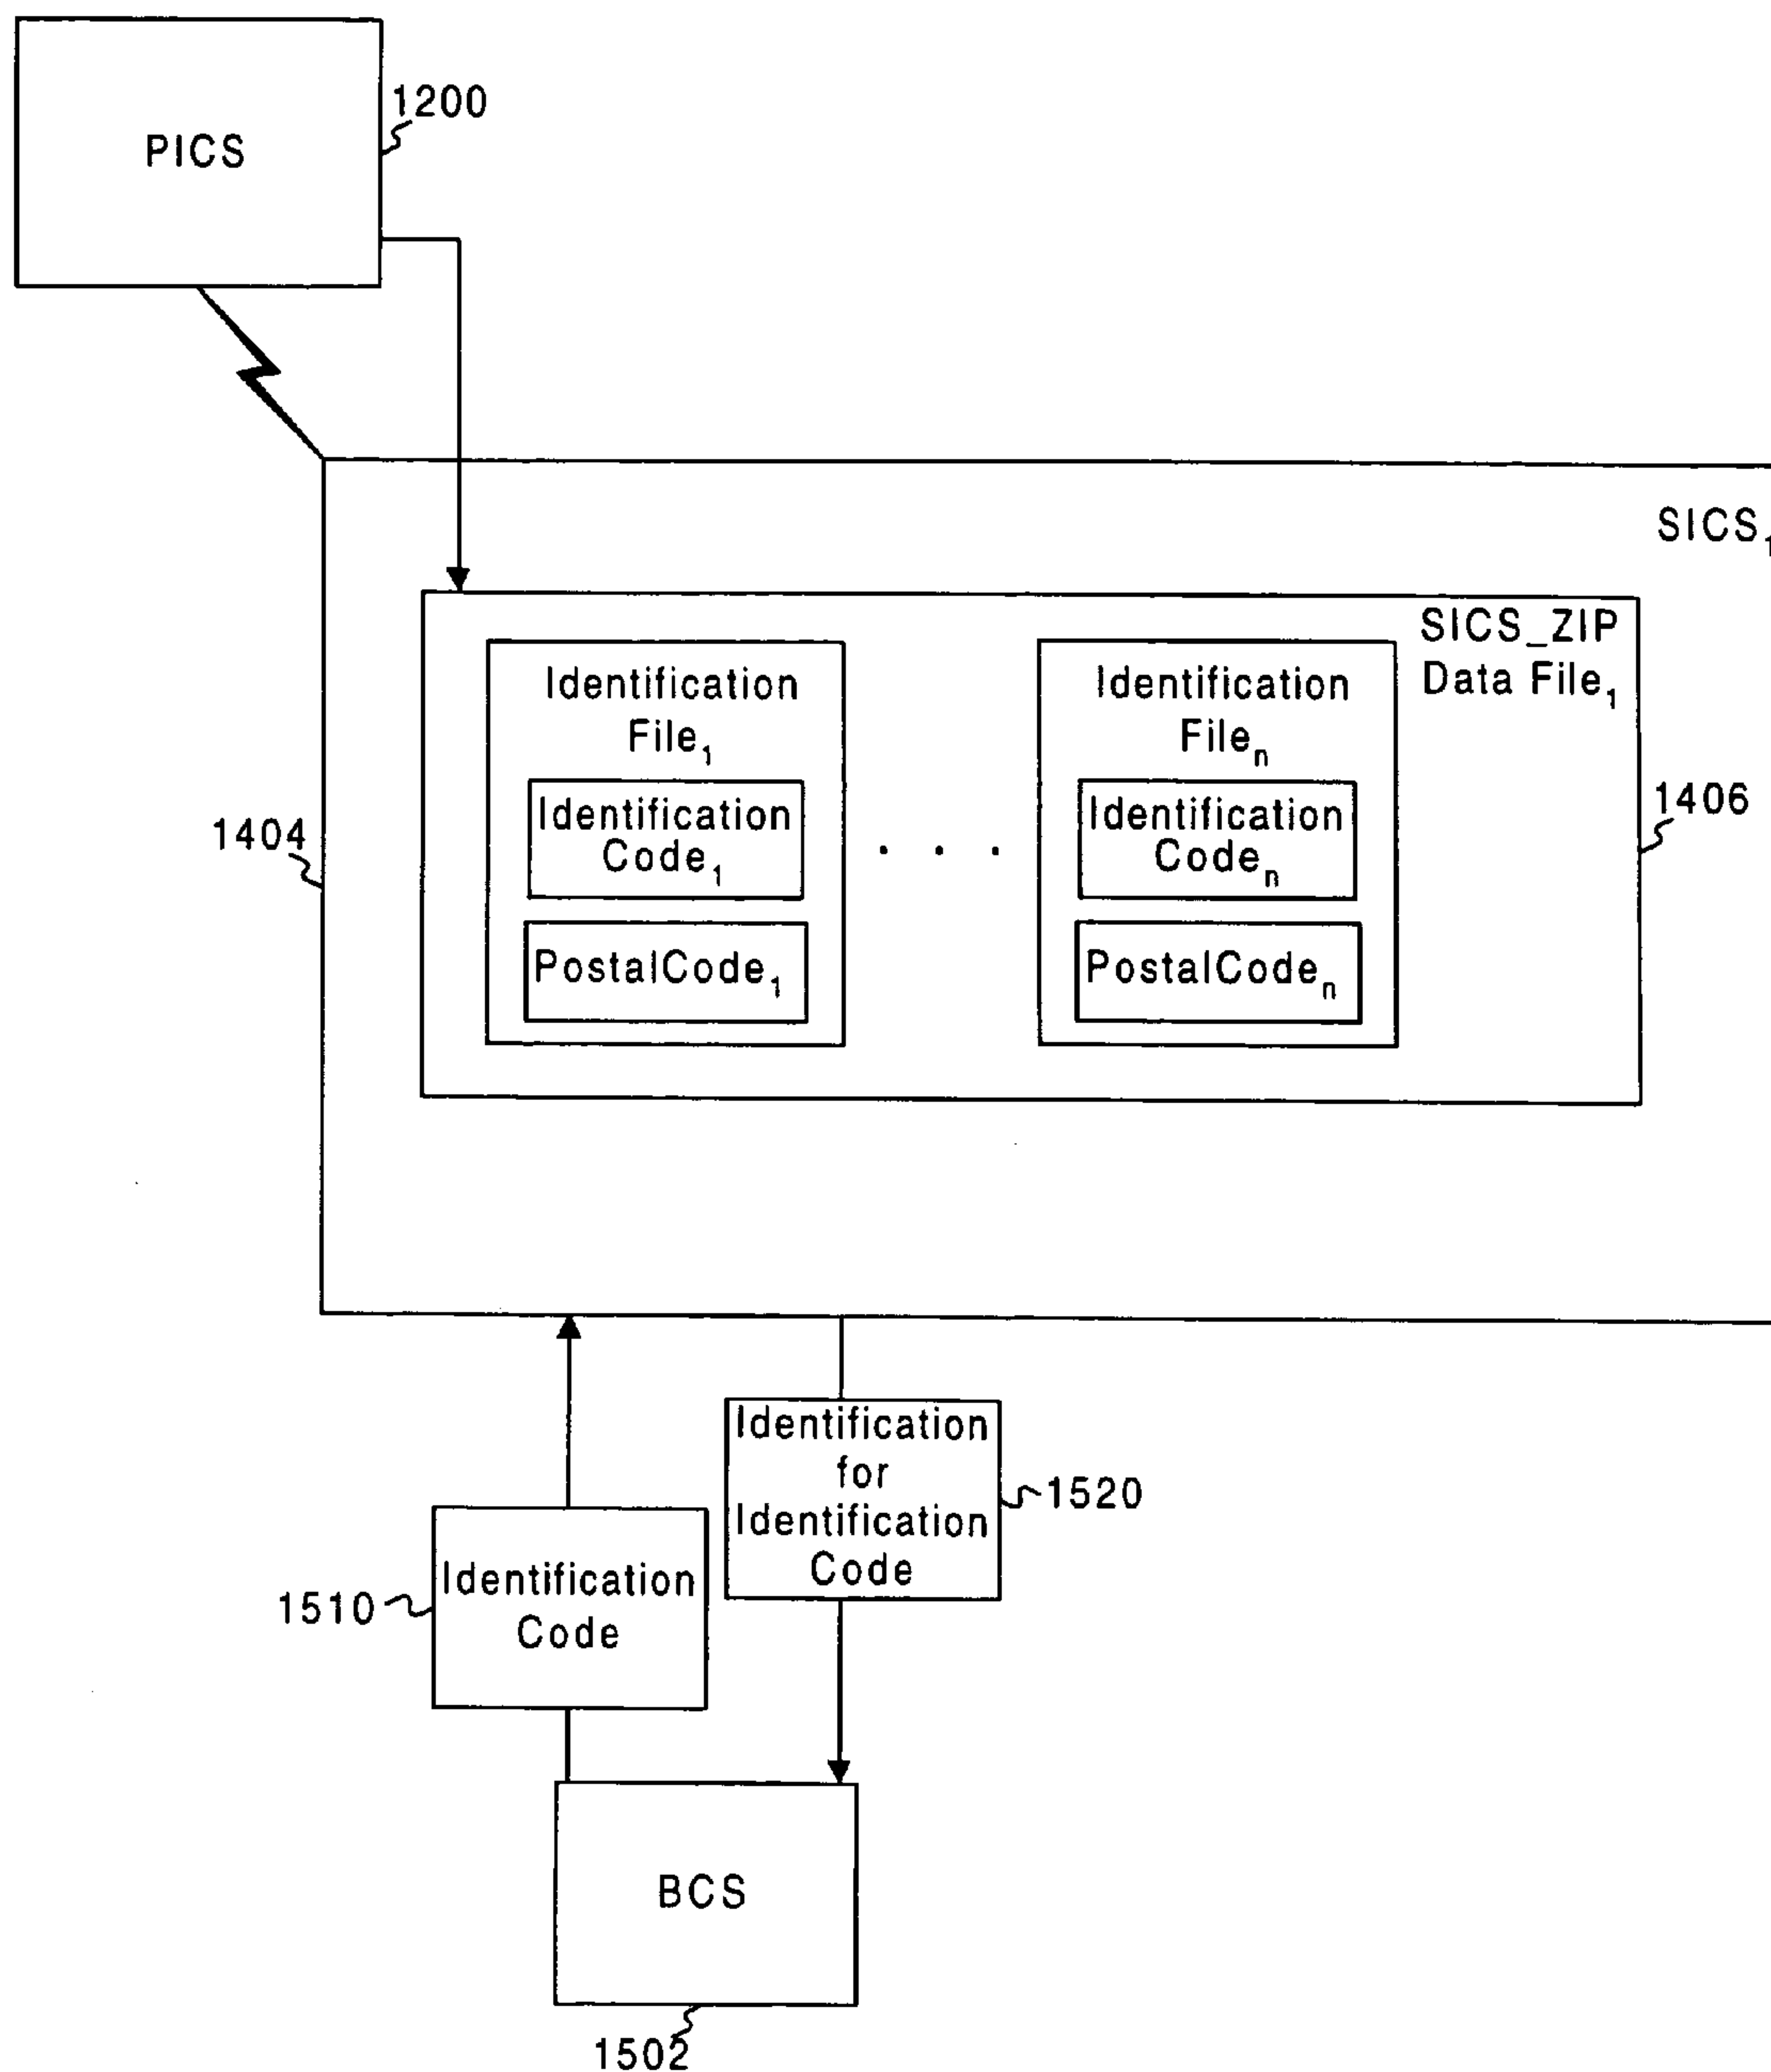 PICS
1200
SICS₁
SICS_ZIP
Data File₁
Identification
File₁
Identification
Code₁
PostalCode₁
. . .
Identification
Fileₙ
Identification
Codeₙ
PostalCodeₙ
1404
1406
Identification
for
Identification
Code
1520
Identification
Code
1510
BCS
1502